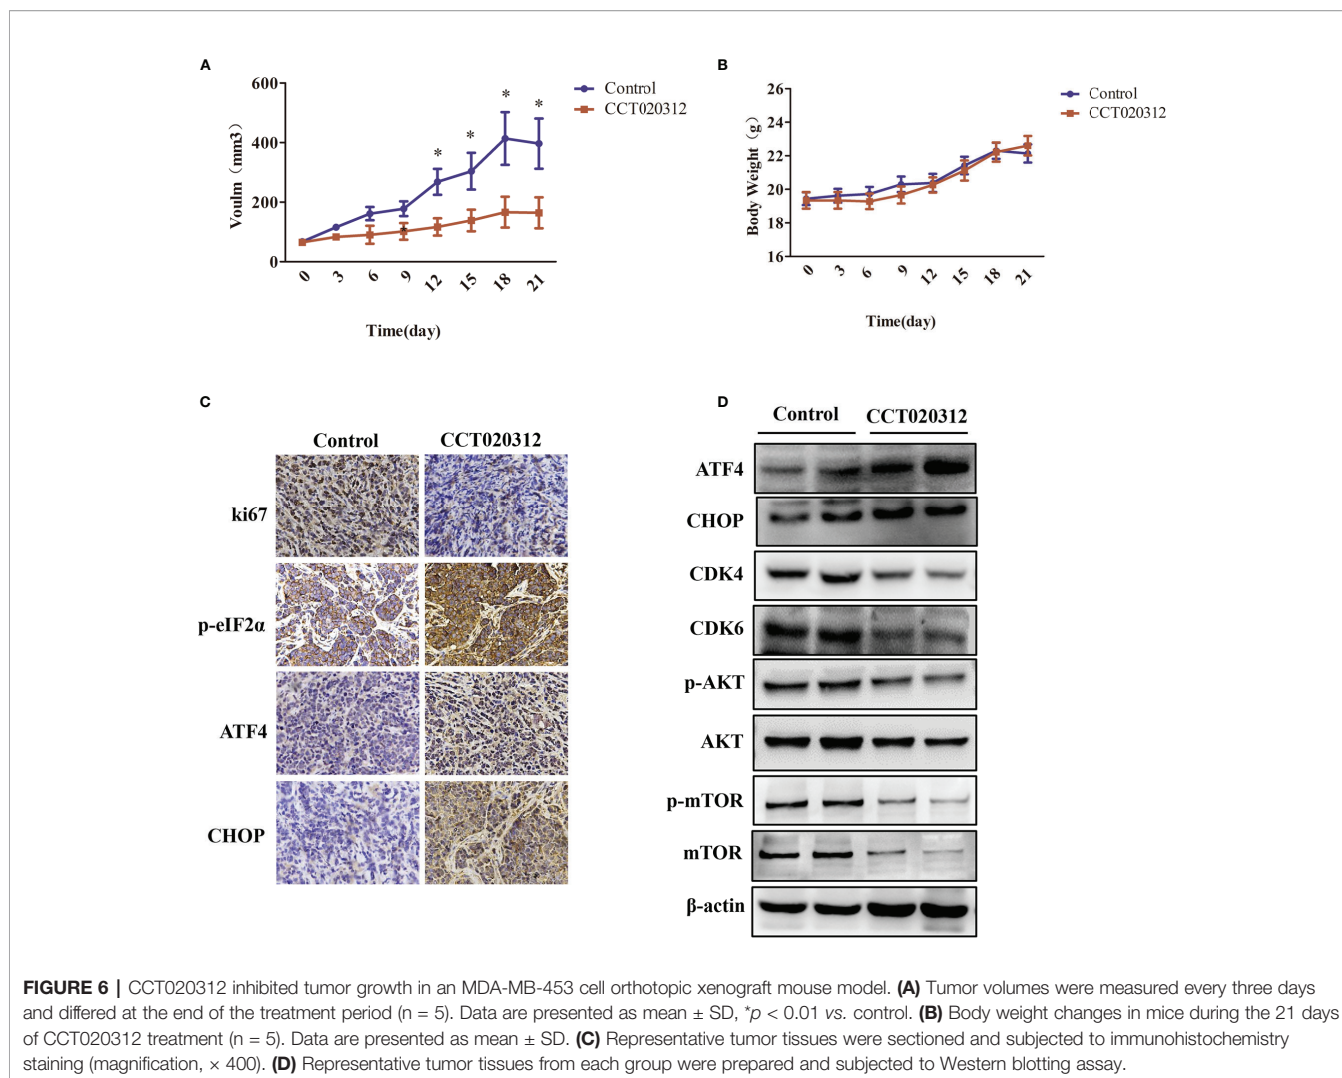 A
600
400
200
0
Voulm (mm3)
0 3 6 9 12 15 18 21
Time(day)
Control
CCT020312
* * * * *
B
26
24
22
20
18
16
Body Weight (g)
0 3 6 9 12 15 18 21
Time(day)
Control
CCT020312
C
Control CCT020312
ki67
p-eIF2α
ATF4
CHOP
D
Control CCT020312
ATF4
CHOP
CDK4
CDK6
p-AKT
AKT
p-mTOR
mTOR
β-actin
FIGURE 6 | CCT020312 inhibited tumor growth in an MDA-MB-453 cell orthotopic xenograft mouse model. (A) Tumor volumes were measured every three days
and differed at the end of the treatment period (n = 5). Data are presented as mean ± SD, *p < 0.01 vs. control. (B) Body weight changes in mice during the 21 days
of CCT020312 treatment (n = 5). Data are presented as mean ± SD. (C) Representative tumor tissues were sectioned and subjected to immunohistochemistry
staining (magnification, × 400). (D) Representative tumor tissues from each group were prepared and subjected to Western blotting assay.